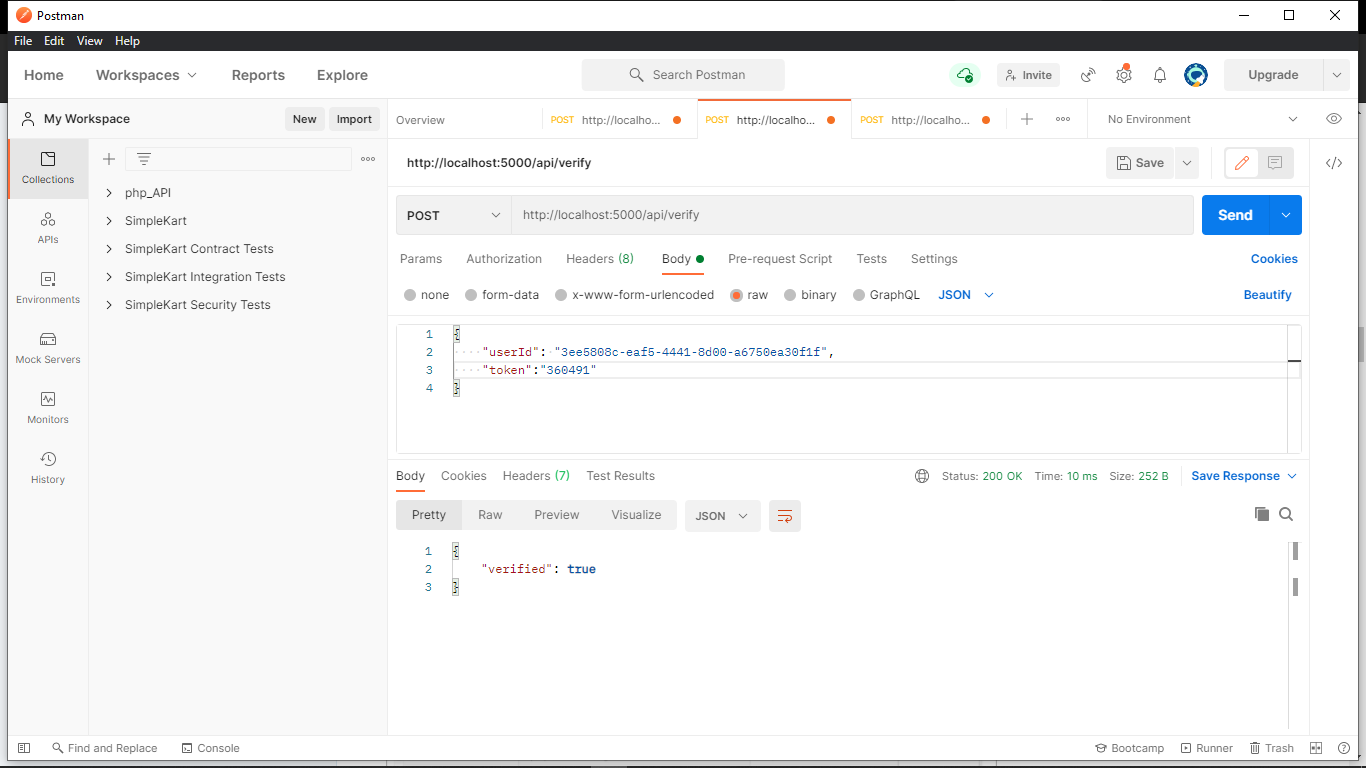 Postman
File Edit View Help
Home Workspaces Reports Explore Search Postman Invite Upgrade
My Workspace New Import
Overview POST http://localho... POST http://localho... POST http://localho... No Environment
Collections
APIs
Environments
Mock Servers
Monitors
History
php_API
SimpleKart
SimpleKart Contract Tests
SimpleKart Integration Tests
SimpleKart Security Tests
http://localhost:5000/api/verify Save
POST http://localhost:5000/api/verify Send
Params Authorization Headers (8) Body Pre-request Script Tests Settings Cookies
none form-data x-www-form-urlencoded raw binary GraphQL JSON Beautify
1 {
2 "userId": "3ee5808c-eaf5-4441-8d00-a6750ea30f1f",
3 "token":"360491"
4 }
Body Cookies Headers (7) Test Results Status: 200 OK Time: 10 ms Size: 252 B Save Response
Pretty Raw Preview Visualize JSON
1 {
2 "verified": true
3 }
Find and Replace Console Bootcamp Runner Trash